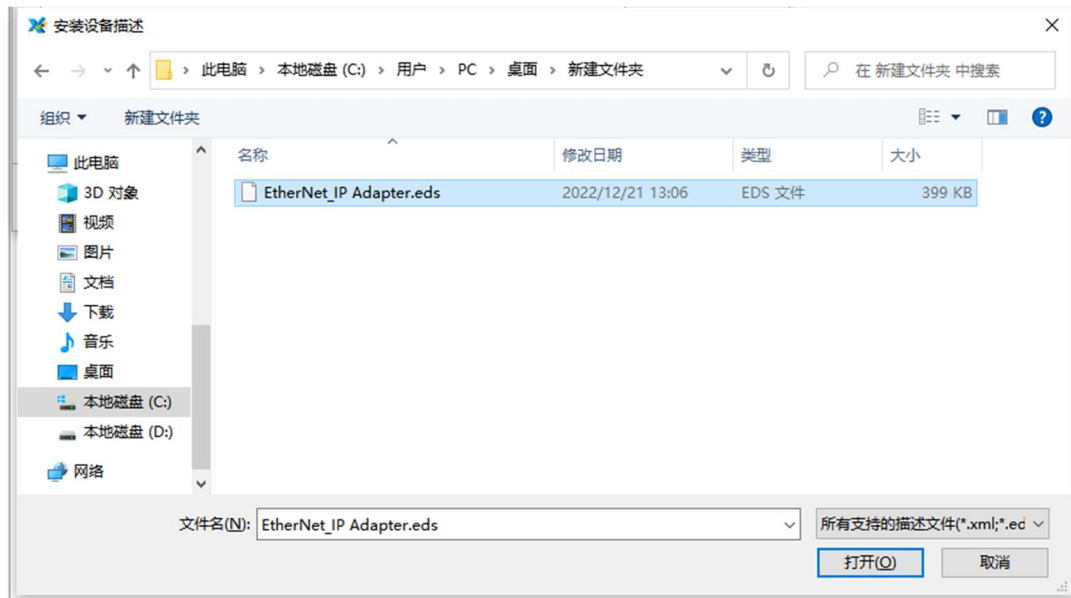 安装设备描述
此电脑 › 本地磁盘 (C:) › 用户 › PC › 桌面 › 新建文件夹
在 新建文件夹 中搜索
组织 新建文件夹
名称 修改日期 类型 大小
EtherNet_IP Adapter.eds 2022/12/21 13:06 EDS 文件 399 KB
此电脑
3D 对象
视频
图片
文档
下载
音乐
桌面
本地磁盘 (C:)
本地磁盘 (D:)
网络
文件名(N): EtherNet_IP Adapter.eds 所有支持的描述文件(*.xml;*.ed
打开(O) 取消